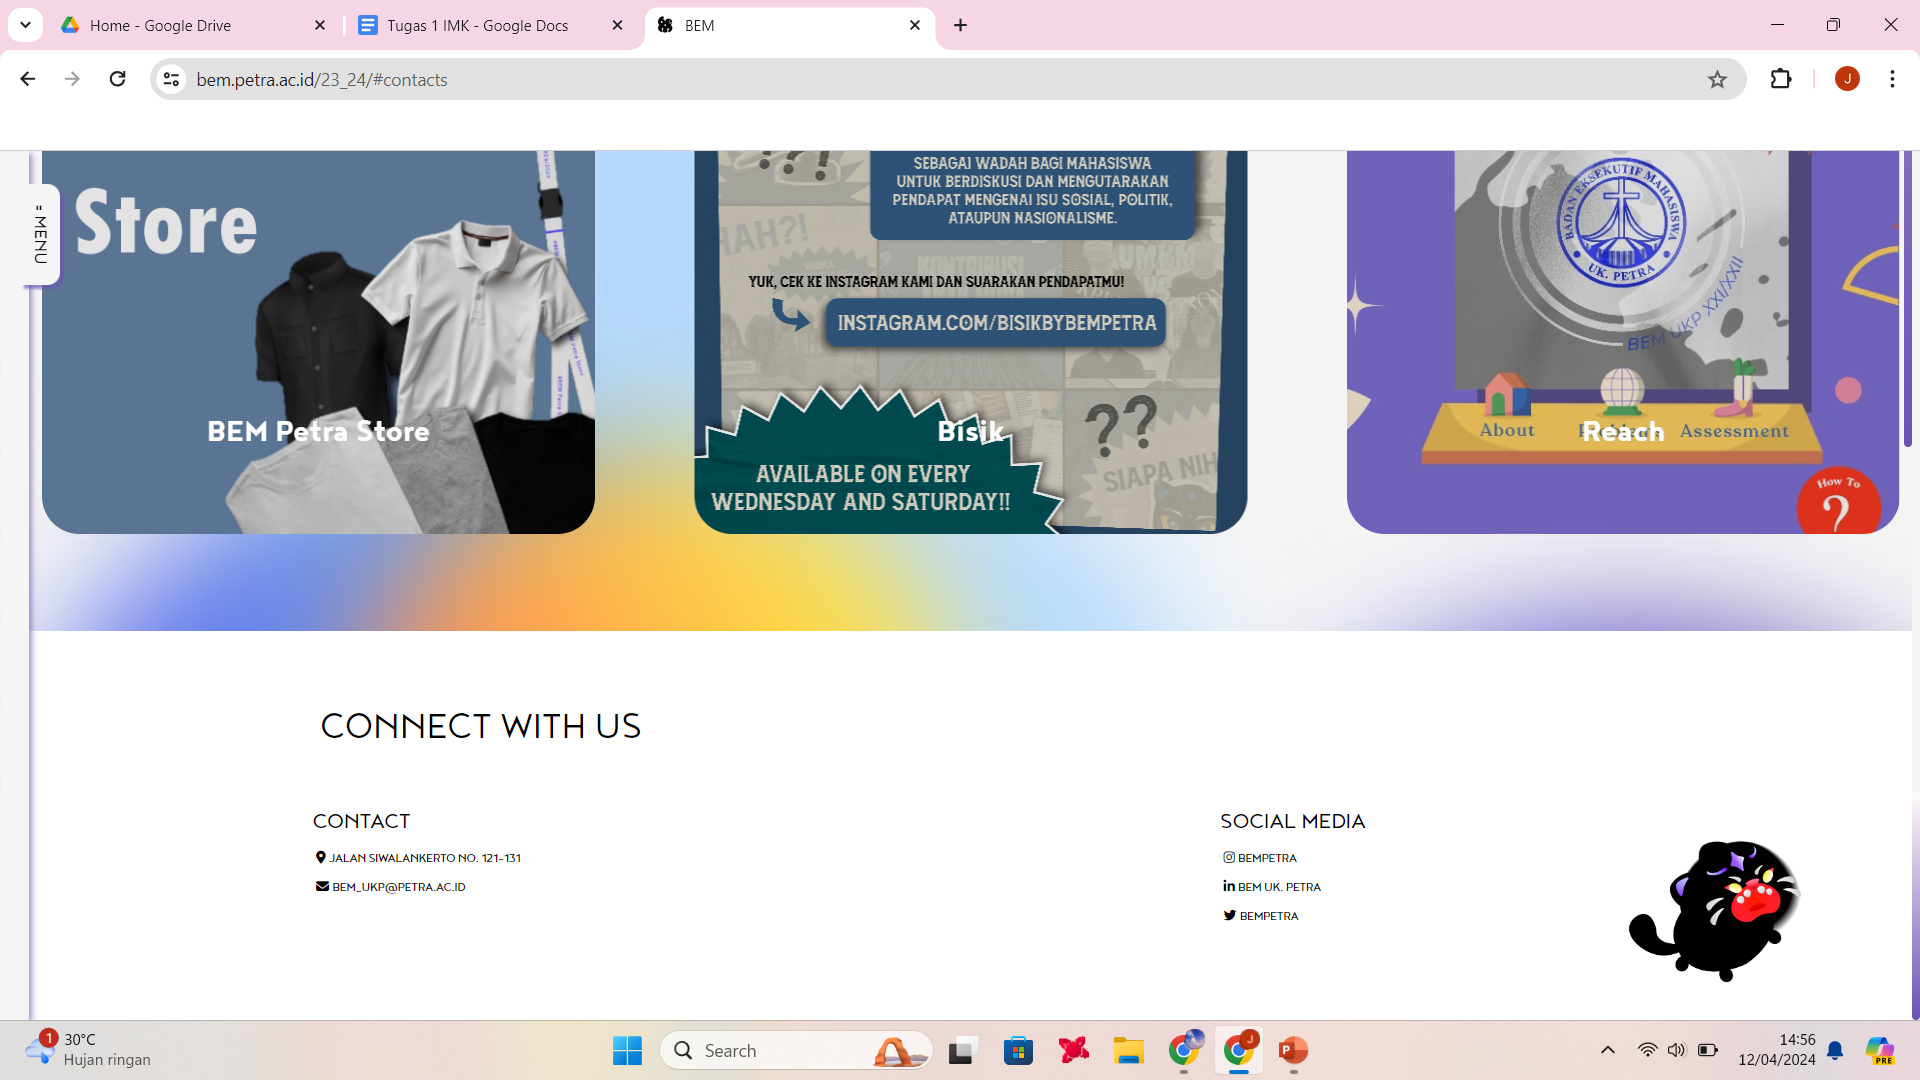 Home - Google Drive
Tugas 1 IMK - Google Docs
BEM
bem.petra.ac.id/23_24/#contacts
J
= MENU
Store
BEM Petra Store
SEBAGAI WADAH BAGI MAHASISWA
UNTUK BERDISKUSI DAN MENGUTARAKAN
PENDAPAT MENGENAI ISU SOSIAL, POLITIK,
ATAUPUN NASIONALISME.
HAH?!
YUK, CEK KE INSTAGRAM KAMI DAN SUARAKAN PENDAPATMU!
INSTAGRAM.COM/BISIKBYBEMPETRA
??
Bisik
SIAPA NIH
AVAILABLE ON EVERY
WEDNESDAY AND SATURDAY!!
BADAN EKSEKUTIF MAHASISWA
UK. PETRA
BEM UKP XXI/XXII
About
Reach
Assessment
How To
?
CONNECT WITH US
CONTACT
JALAN SIWALANKERTO NO. 121-131
BEM_UKP@PETRA.AC.ID
SOCIAL MEDIA
BEMPETRA
BEM UK. PETRA
BEMPETRA
1
30°C
Hujan ringan
Search
J
P
14:56
12/04/2024
PRE